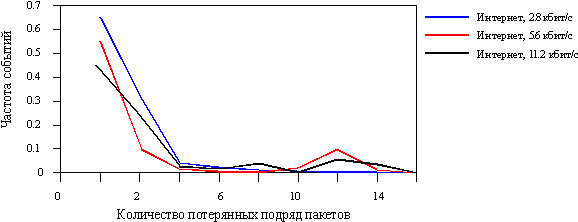 0.7
0.6
0.5
0.4
0.3
0.2
0.1
0
Частота событий
0 2 4 6 8 10 12 14
Количество потерянных подряд пакетов
Интернет, 2.8 кбит/с
Интернет, 5.6 кбит/с
Интернет, 11.2 кбит/с